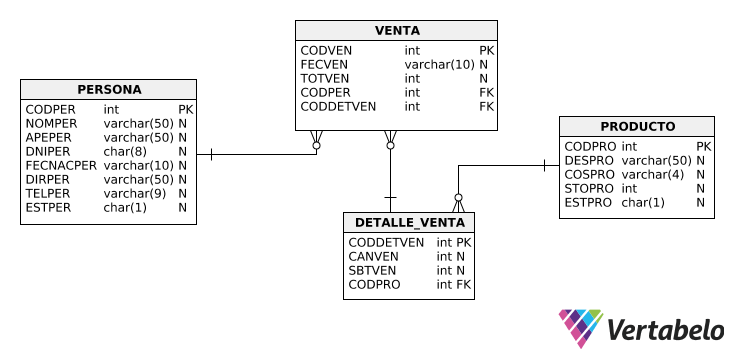 VENTA
CODVEN int PK
FECVEN varchar(10) N
TOTVEN int N
CODPER int FK
CODDETVEN int FK
PERSONA
CODPER int PK
NOMPER varchar(50) N
APEPER varchar(50) N
DNIPER char(8) N
FECNACPER varchar(10) N
DIRPER varchar(50) N
TELPER varchar(9) N
ESTPER char(1) N
PRODUCTO
CODPRO int PK
DESPRO varchar(50) N
COSPRO varchar(4) N
STOPRO int N
ESTPRO char(1) N
DETALLE_VENTA
CODDETVEN int PK
CANVEN int N
SBTVEN int N
CODPRO int FK
Vertabelo